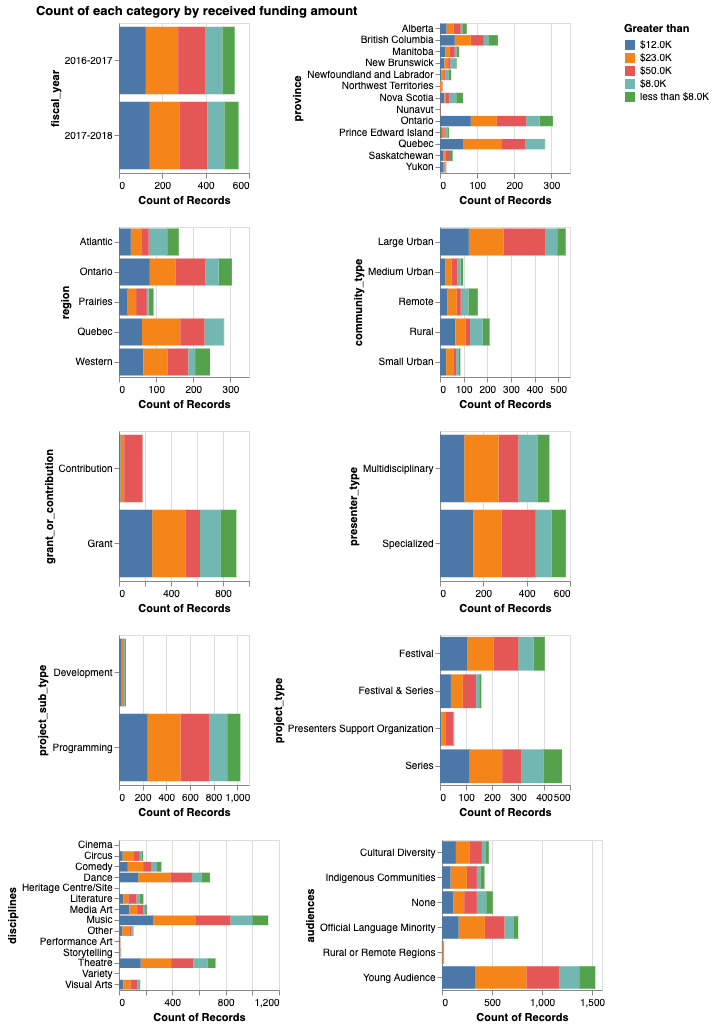 Count of each category by received funding amount
fiscal_year
2016-2017
2017-2018
0 200 400 600
Count of Records
province
Alberta
British Columbia
Manitoba
New Brunswick
Newfoundland and Labrador
Northwest Territories
Nova Scotia
Nunavut
Ontario
Prince Edward Island
Quebec
Saskatchewan
Yukon
0 100 200 300
Count of Records
Greater than
$12.0K
$23.0K
$50.0K
$8.0K
less than $8.0K
region
Atlantic
Ontario
Prairies
Quebec
Western
0 100 200 300
Count of Records
community_type
Large Urban
Medium Urban
Remote
Rural
Small Urban
0 100 200 300 400 500
Count of Records
grant_or_contribution
Contribution
Grant
0 400 800
Count of Records
presenter_type
Multidisciplinary
Specialized
0 200 400 600
Count of Records
project_sub_type
Development
Programming
0 200 400 600 800 1,000
Count of Records
project_type
Festival
Festival & Series
Presenters Support Organization
Series
0 100 200 300 400 500
Count of Records
disciplines
Cinema
Circus
Comedy
Dance
Heritage Centre/Site
Literature
Media Art
Music
Other
Performance Art
Storytelling
Theatre
Variety
Visual Arts
0 400 800 1,200
Count of Records
audiences
Cultural Diversity
Indigenous Communities
None
Official Language Minority
Rural or Remote Regions
Young Audience
0 500 1,000 1,500
Count of Records